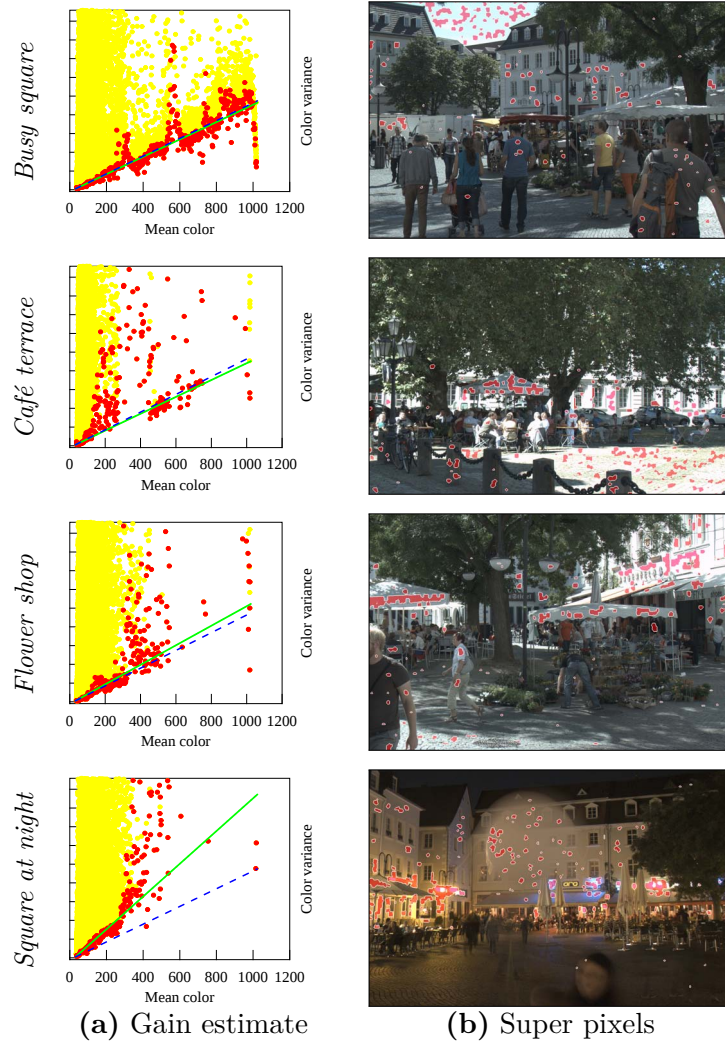 Busy square
Color variance
0 200 400 600 800 1000 1200
Mean color
Café terrace
Color variance
0 200 400 600 800 1000 1200
Mean color
Flower shop
Color variance
0 200 400 600 800 1000 1200
Mean color
Square at night
Color variance
0 200 400 600 800 1000 1200
Mean color
(a) Gain estimate
(b) Super pixels